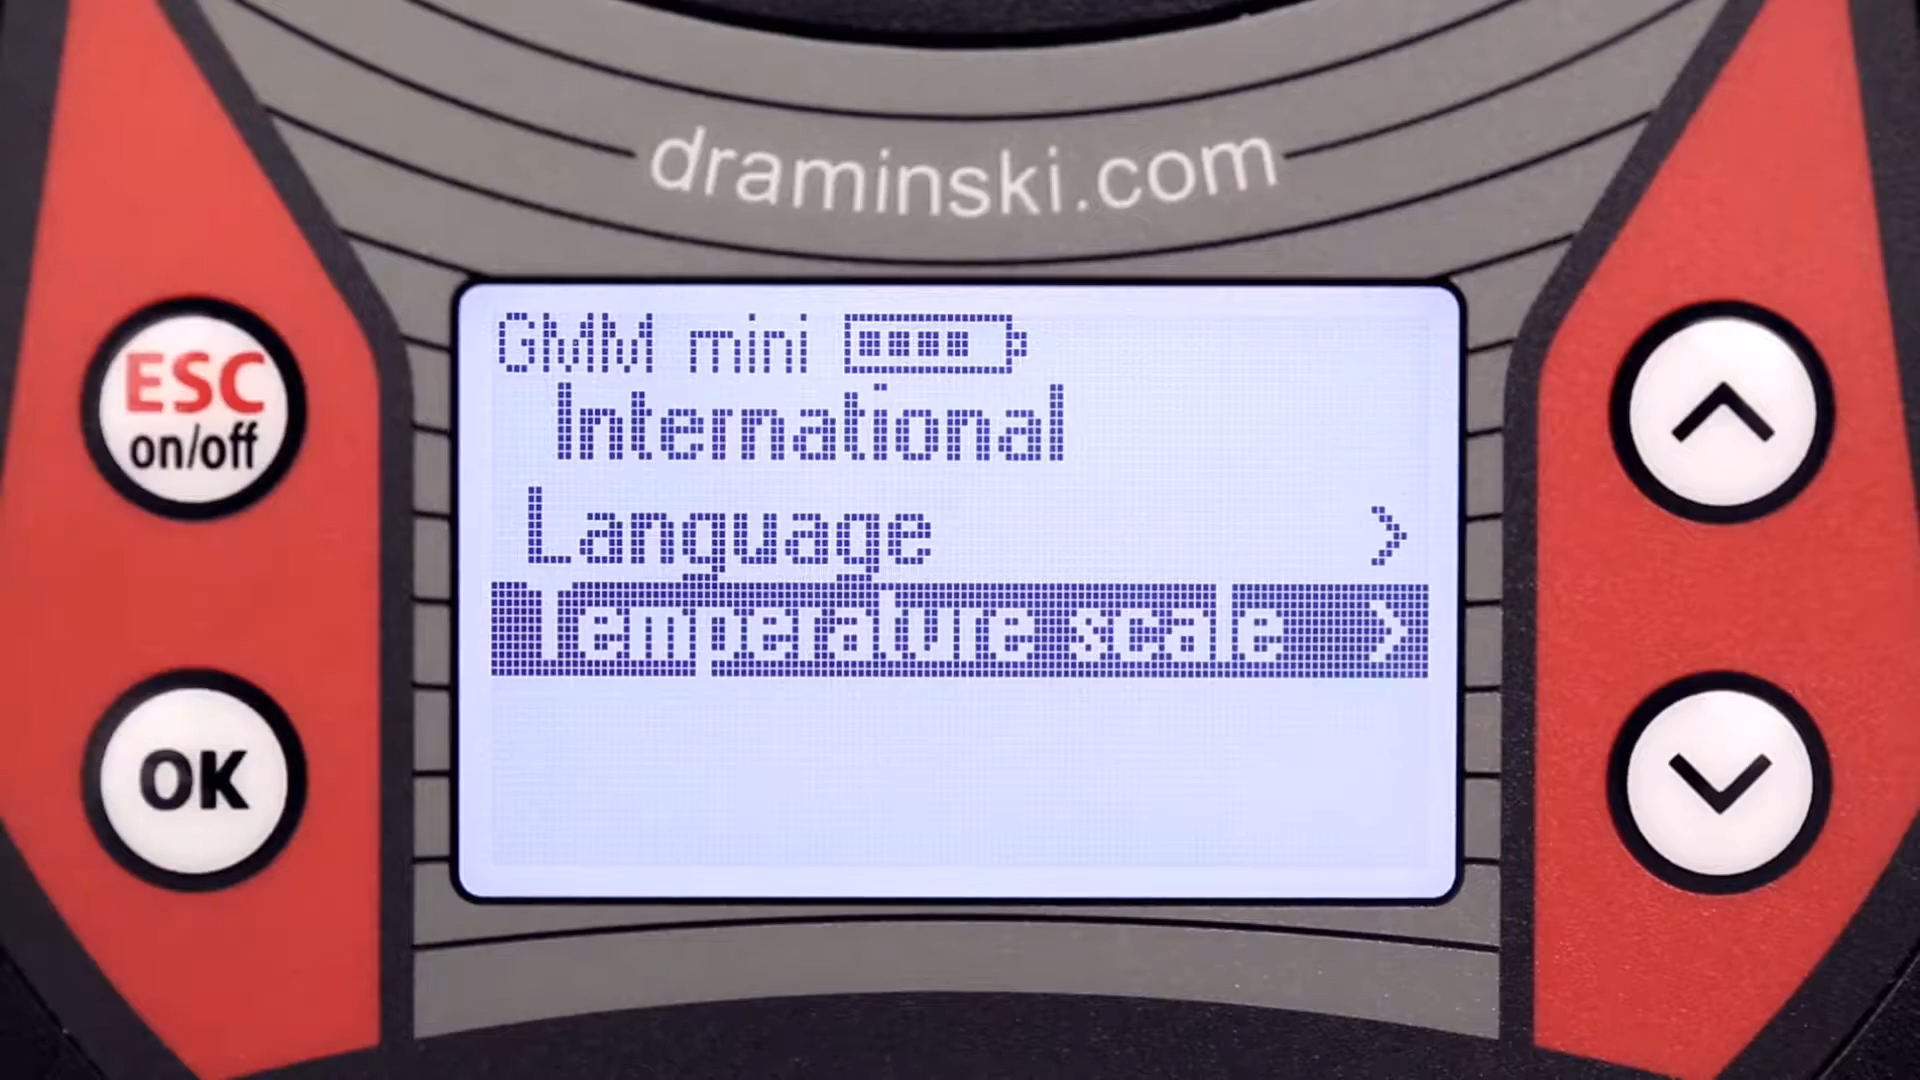 draminski.com
GMM mini
International
Language >
Temperature scale >
ESC
on/off
OK